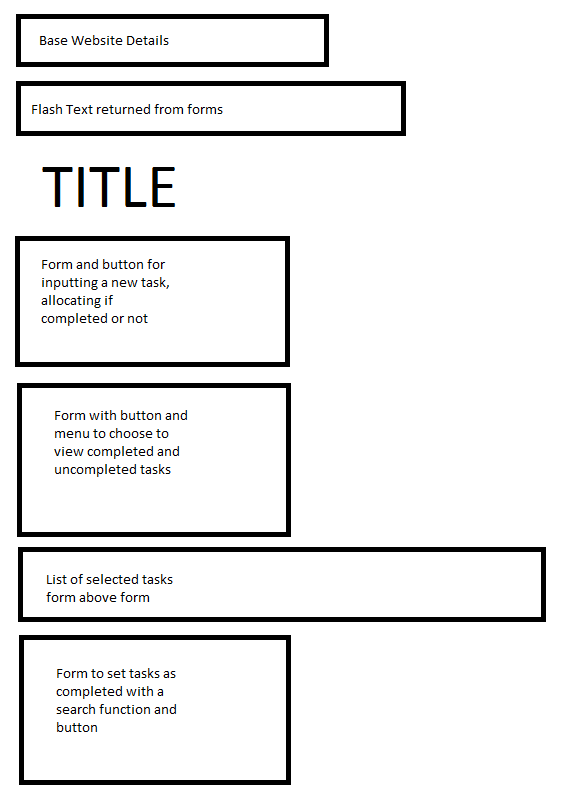 Base Website Details
Flash Text returned from forms
TITLE
Form and button for
inputting a new task,
allocating if
completed or not
Form with button and
menu to choose to
view completed and
uncompleted tasks
List of selected tasks
form above form
Form to set tasks as
completed with a
search function and
button